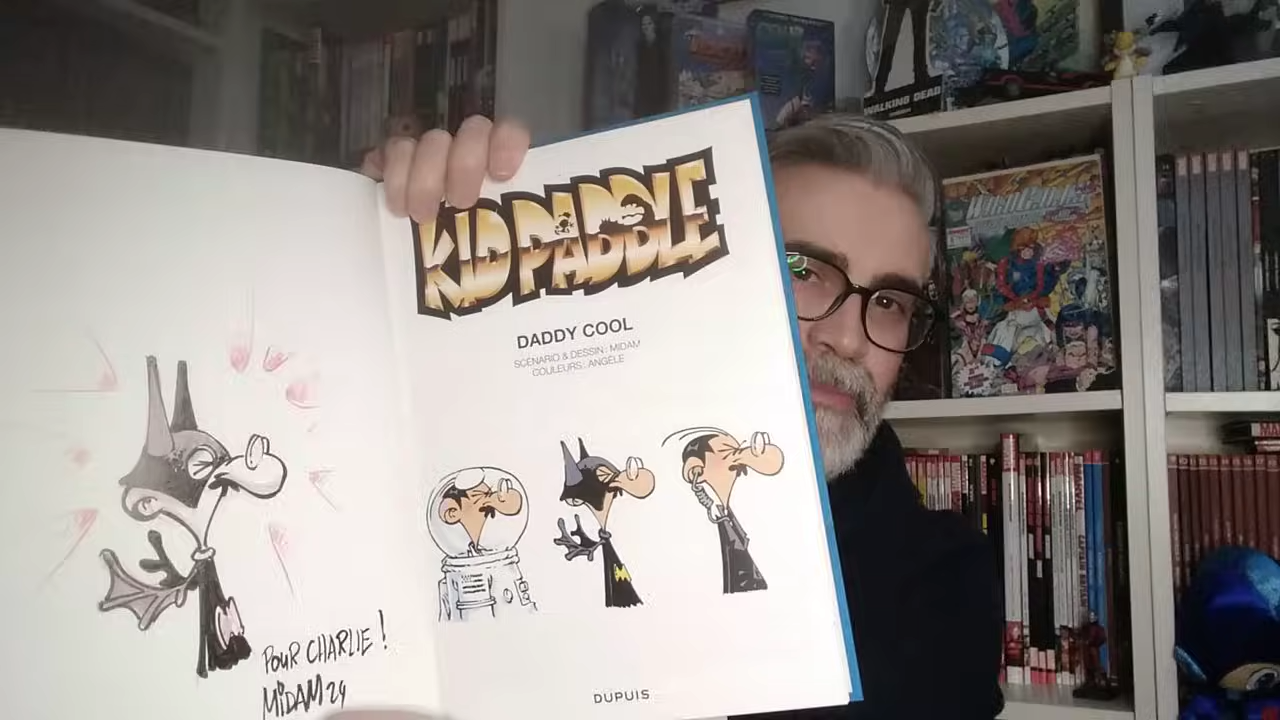 POUR CHARLIE !
MIDAM 24
KID PADDLE
DADDY COOL
SCÉNARIO & DESSIN : MIDAM
COULEURS : ANGÈLE
DUPUIS
WALKING DEAD